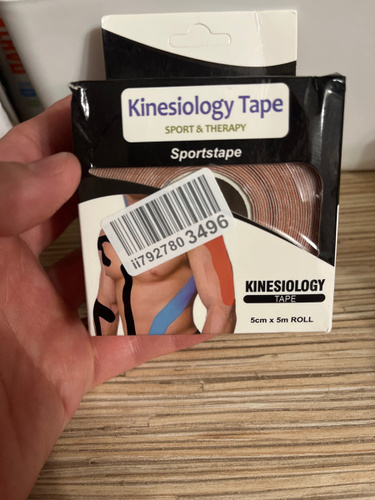 Kinesiology Tape
SPORT & THERAPY
Sportstape
ii792780 3496
KINESIOLOGY
TAPE
5cm x 5m ROLL